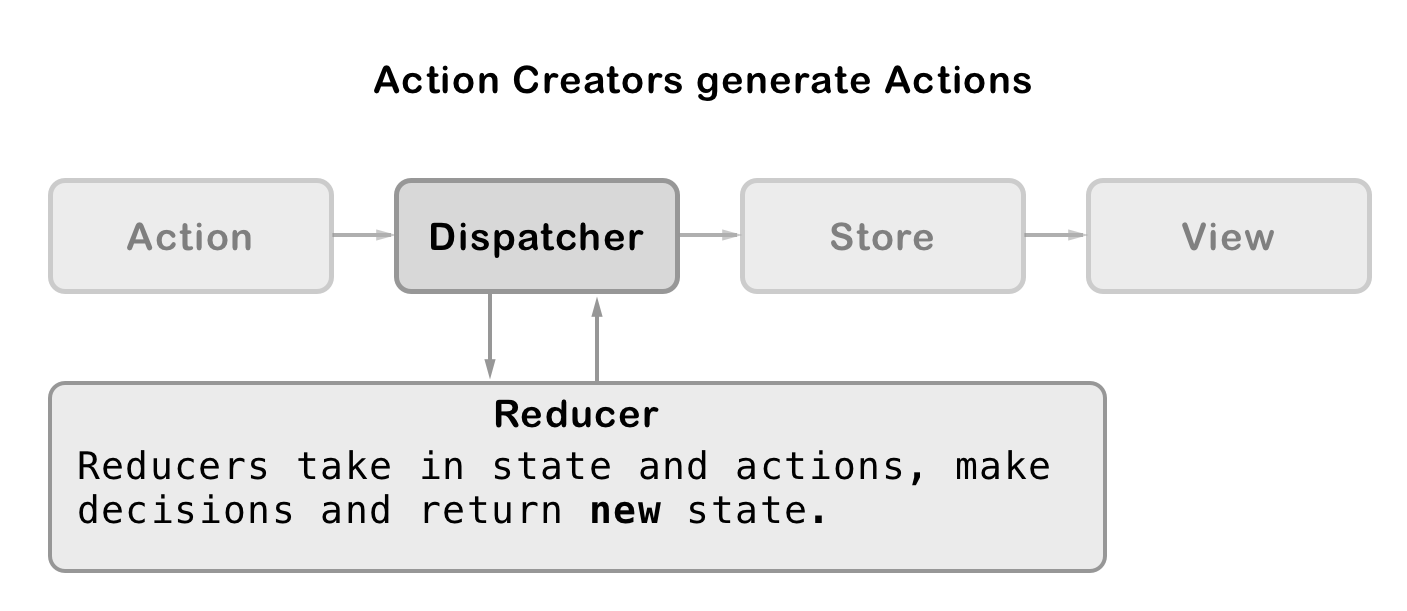 Action Creators generate Actions
Action
Dispatcher
Store
View
Reducer
Reducers take in state and actions, make
decisions and return new state.